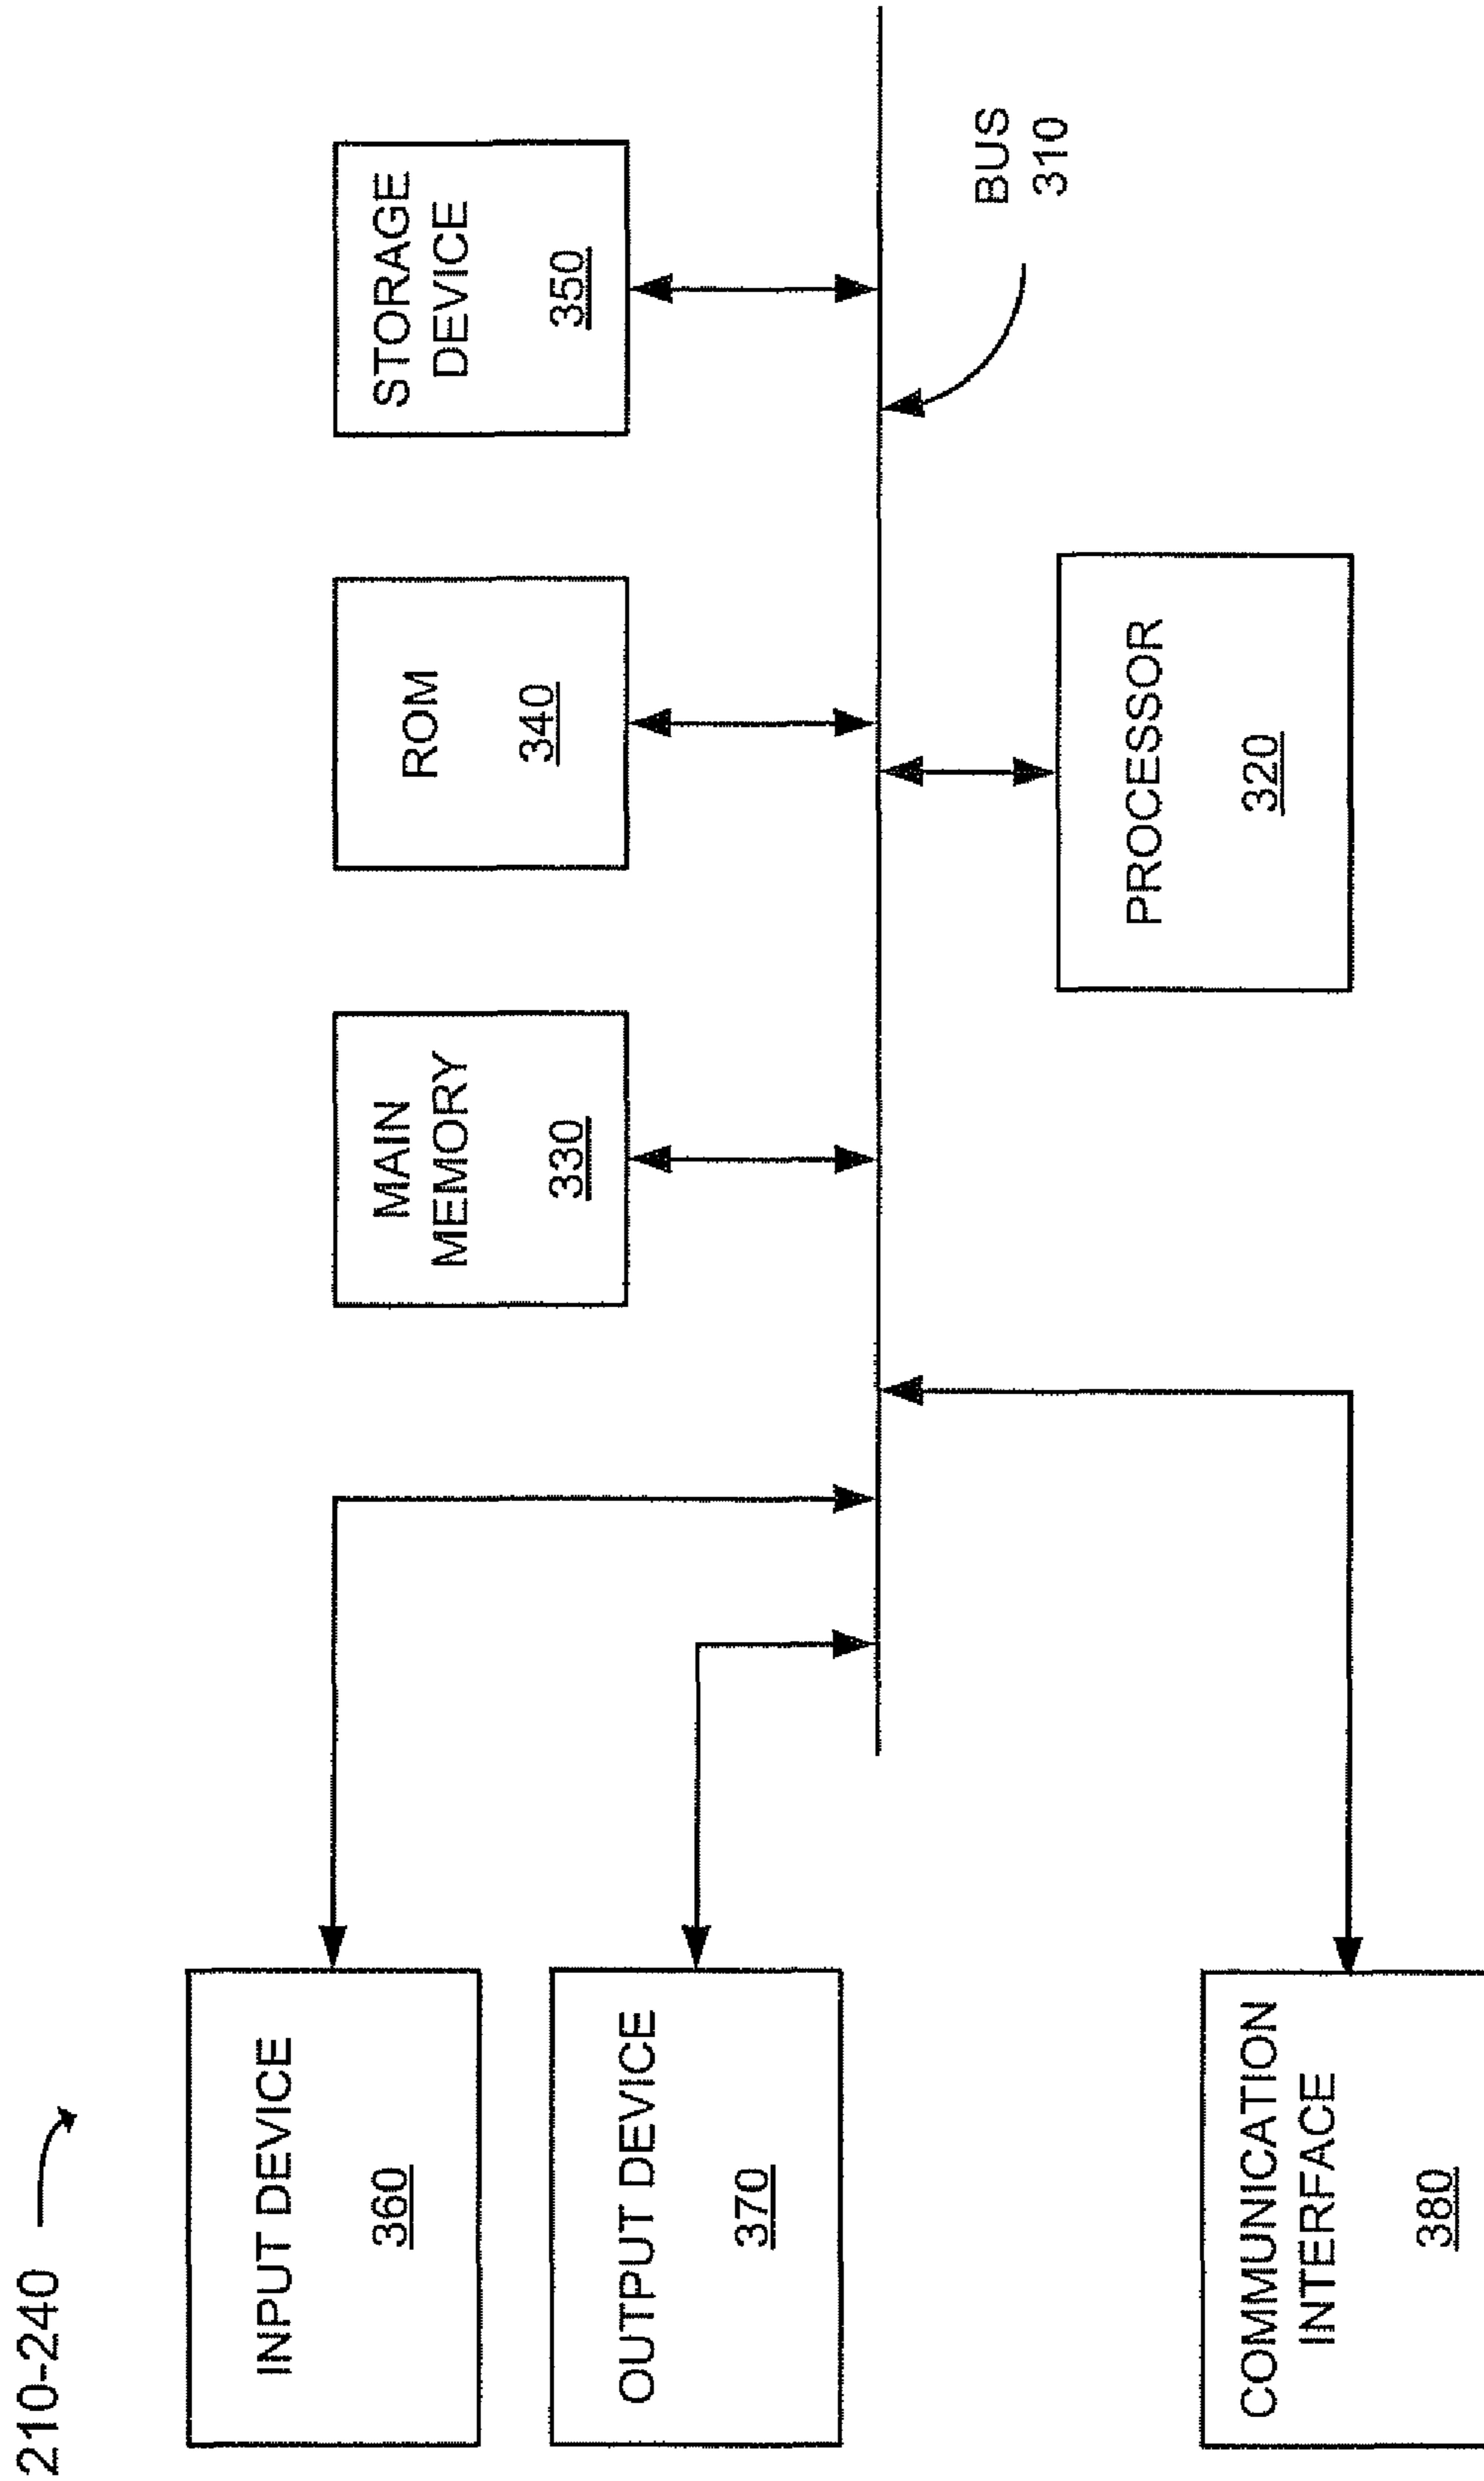 210-240
INPUT DEVICE
360
OUTPUT DEVICE
370
COMMUNICATION
INTERFACE
380
MAIN
MEMORY
330
ROM
340
STORAGE
DEVICE
350
PROCESSOR
320
BUS
310